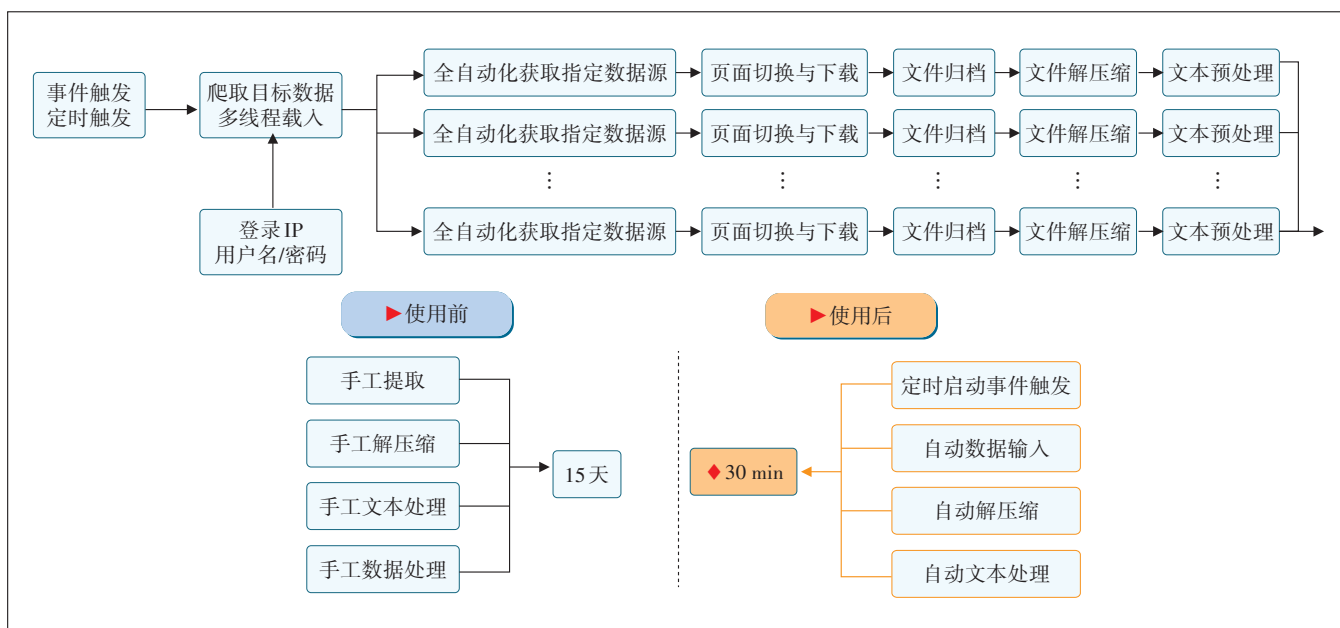 全自动化获取指定数据源
页面切换与下载
文件归档
文件解压缩
文本预处理
事件触发
定时触发
爬取目标数据
多线程载入
全自动化获取指定数据源
页面切换与下载
文件归档
文件解压缩
文本预处理
⋮
⋮
⋮
⋮
⋮
登录IP
用户名/密码
全自动化获取指定数据源
页面切换与下载
文件归档
文件解压缩
文本预处理
使用前
手工提取
手工解压缩
手工文本处理
手工数据处理
15天
使用后
30 min
定时启动事件触发
自动数据输入
自动解压缩
自动文本处理